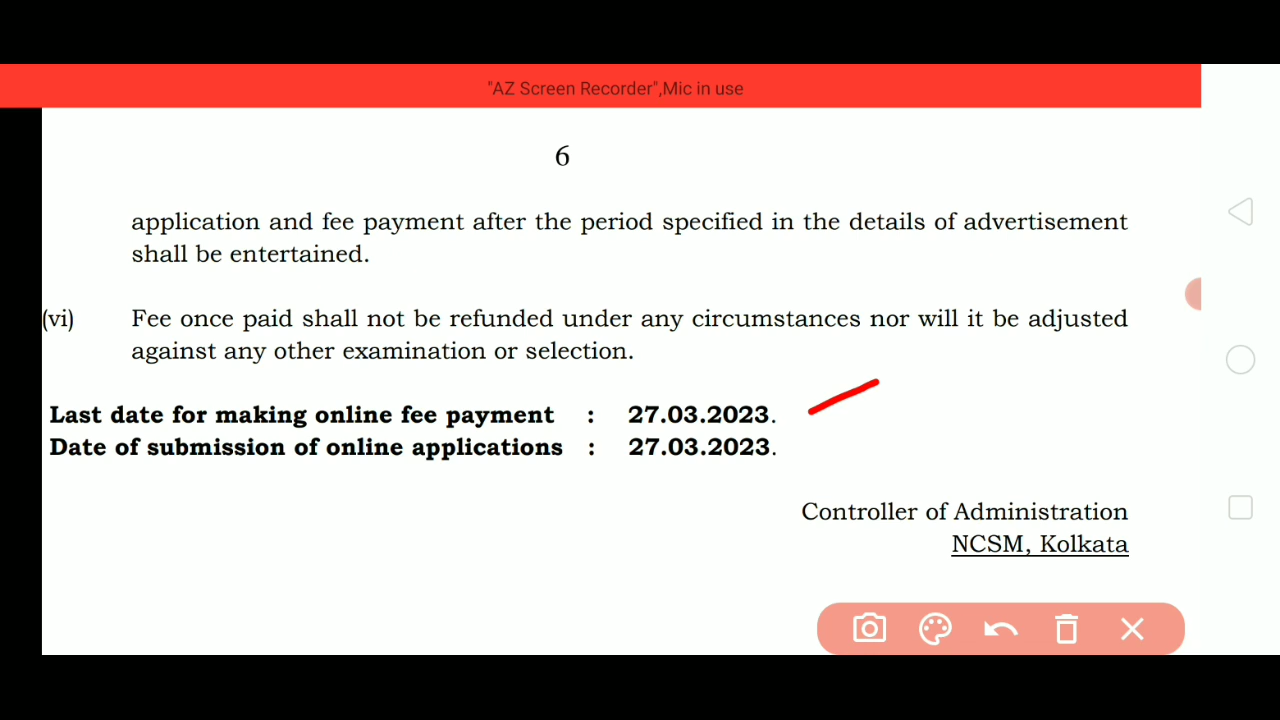 "AZ Screen Recorder",Mic in use
6
application and fee payment after the period specified in the details of advertisement
shall be entertained.
(vi) Fee once paid shall not be refunded under any circumstances nor will it be adjusted
against any other examination or selection.
Last date for making online fee payment : 27.03.2023.
Date of submission of online applications : 27.03.2023.
Controller of Administration
NCSM, Kolkata